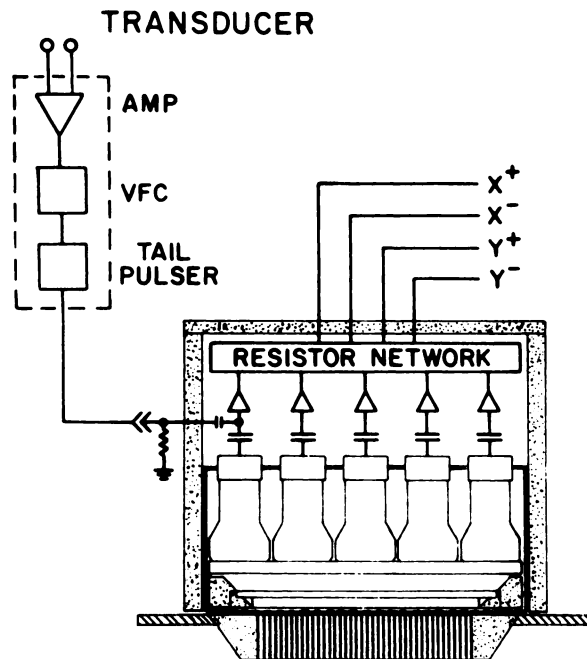 TRANSDUCER
AMP
VFC
TAIL
PULSER
X+
X-
Y+
Y-
RESISTOR NETWORK